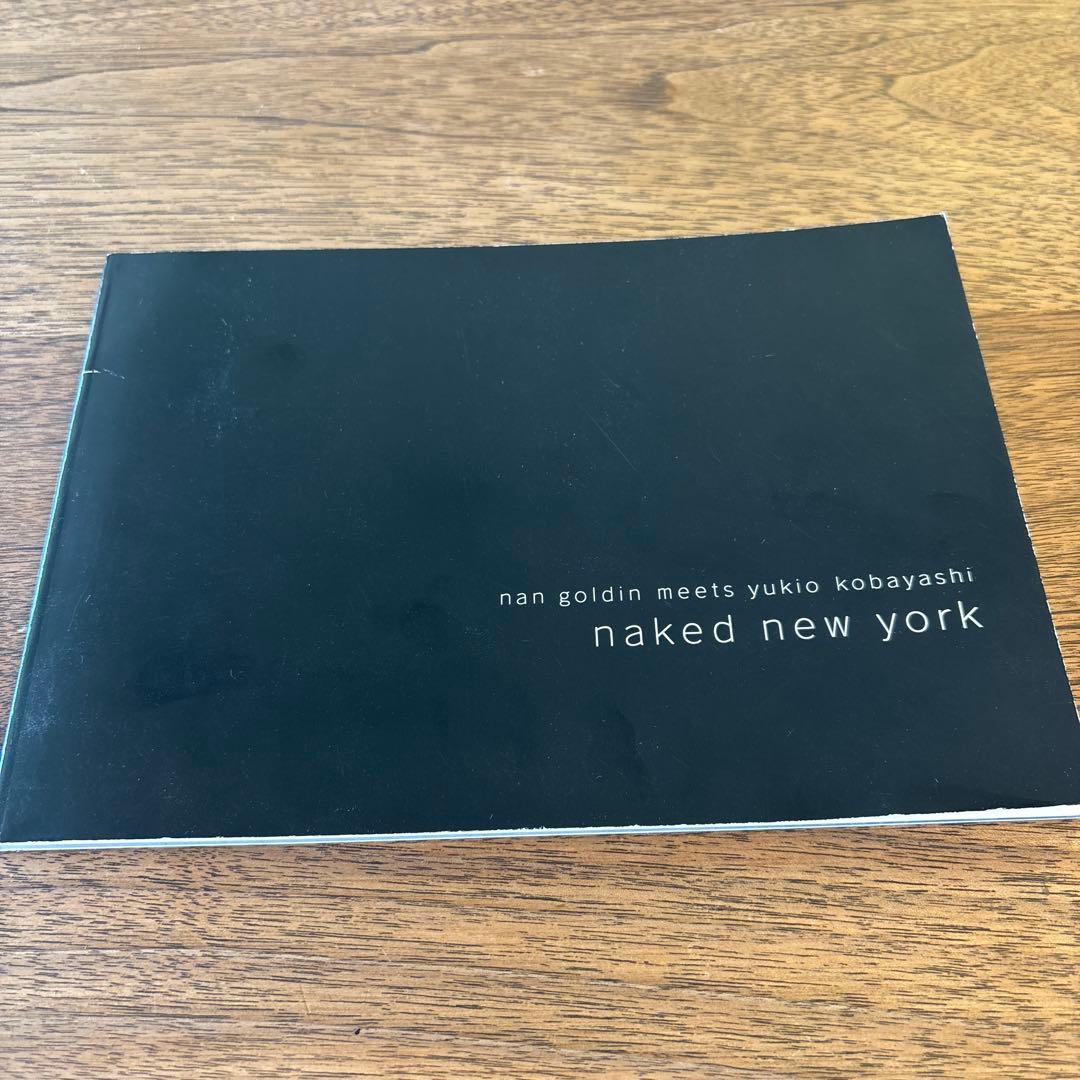 nan goldin meets yukio kobayashi
naked new york